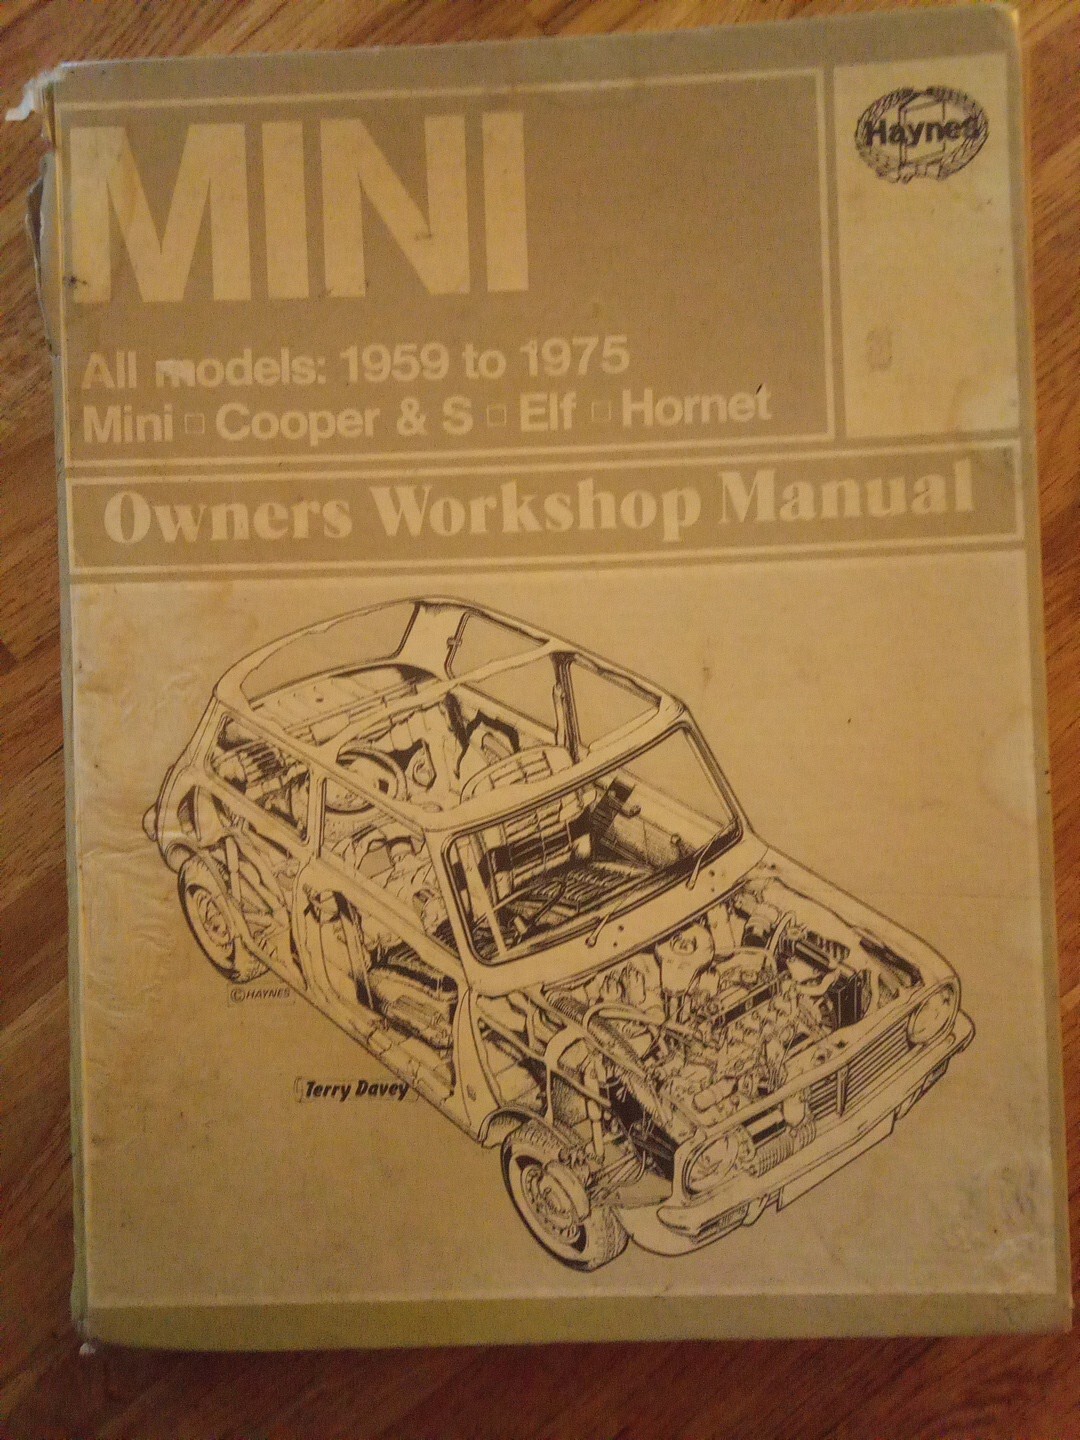 MINI
Haynes
All models: 1959 to 1975
Mini □ Cooper & S □ Elf □ Hornet
Owners Workshop Manual
© HAYNES
Terry Davey